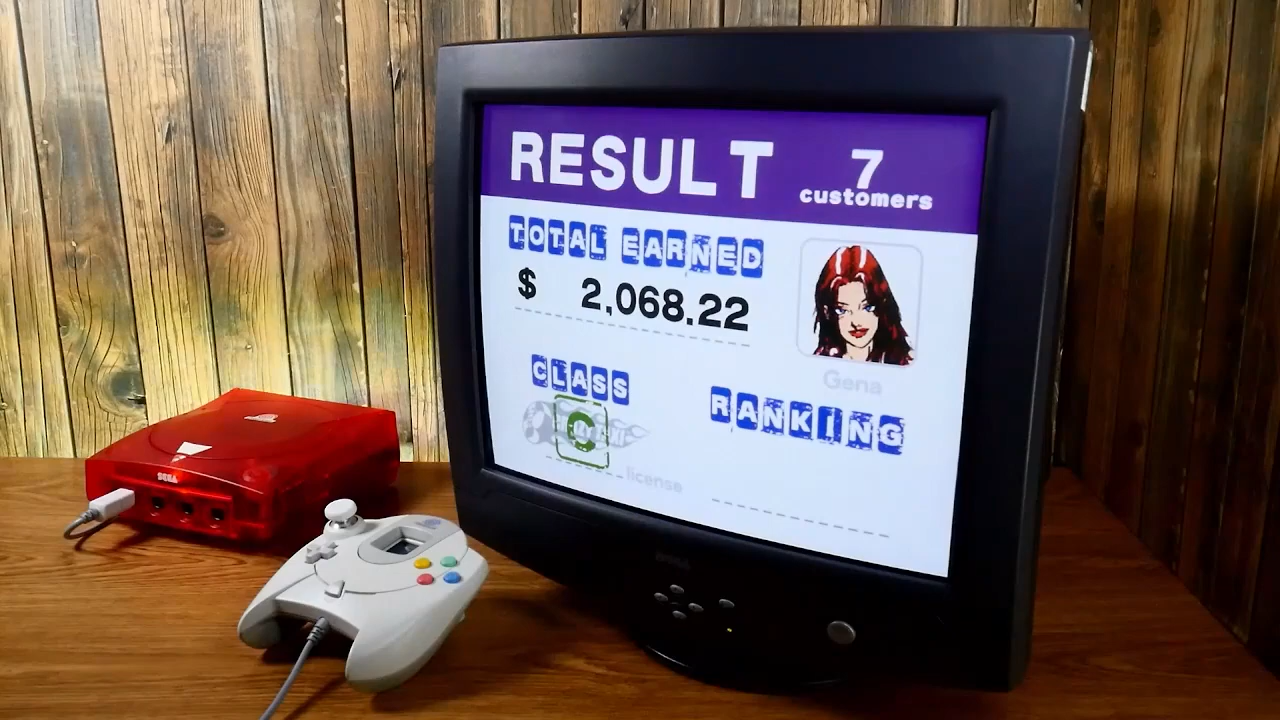 RESULT
7
customers
TOTAL EARNED
$ 2,068.22
Gena
CLASS
C
license
RANKING
SEGA